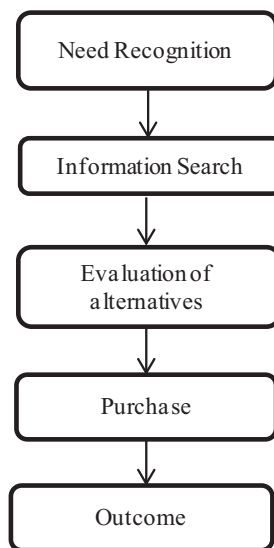 Need Recognition
Information Search
Evaluation of
alternatives
Purchase
Outcome